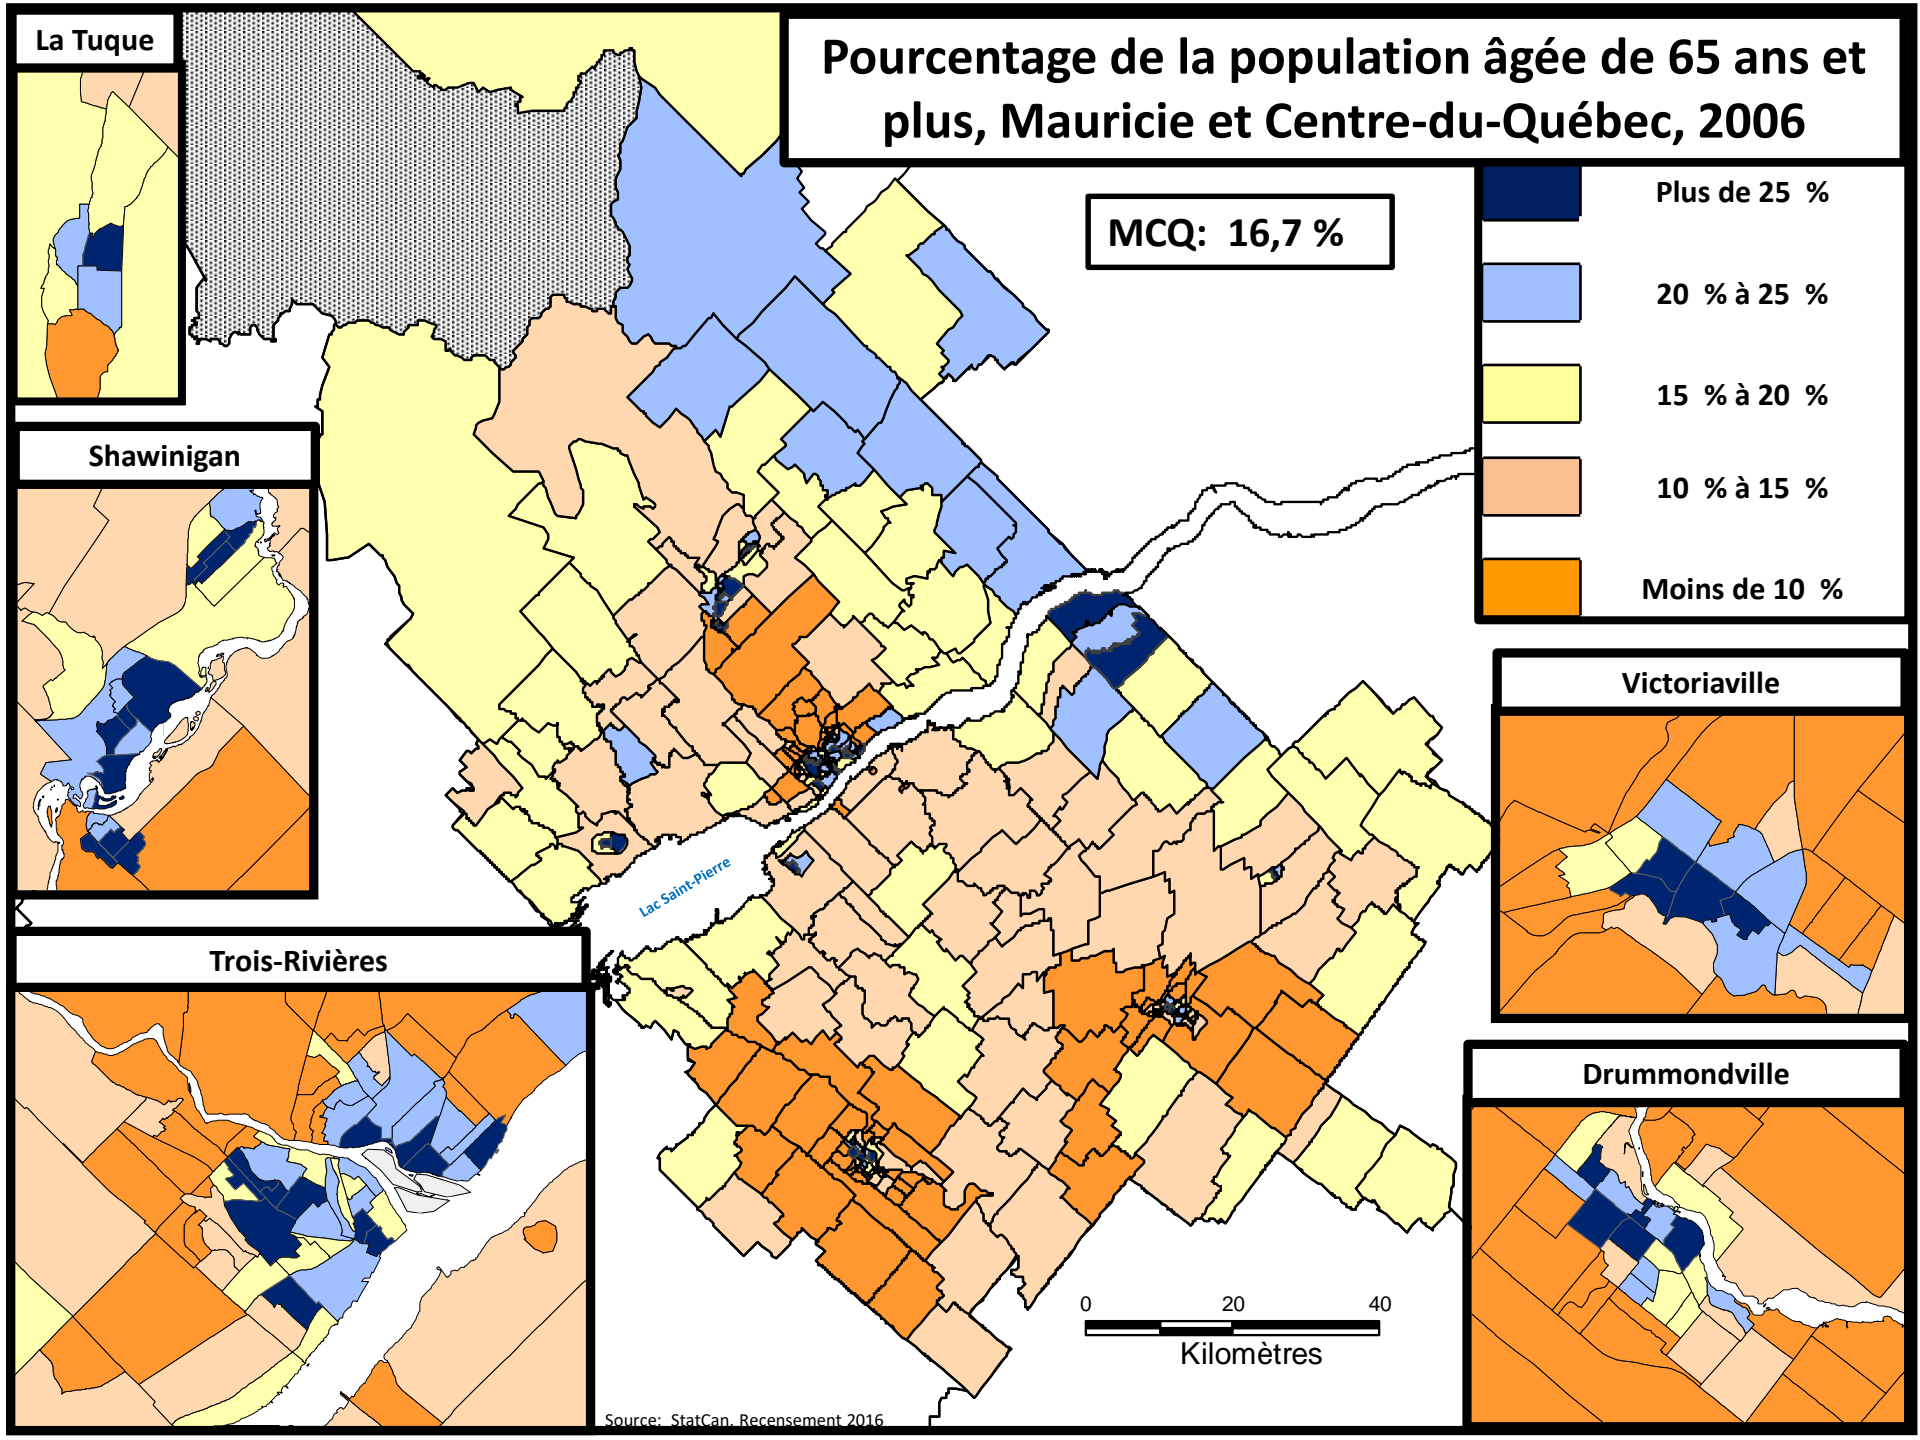 La Tuque
Pourcentage de la population âgée de 65 ans et
plus, Mauricie et Centre-du-Québec, 2006
MCQ: 16,7 %
Plus de 25 %
20 % à 25 %
15 % à 20 %
10 % à 15 %
Moins de 10 %
Shawinigan
Victoriaville
Lac Saint-Pierre
Trois-Rivières
Drummondville
0 20 40
Kilomètres
Source: StatCan. Recensement 2016